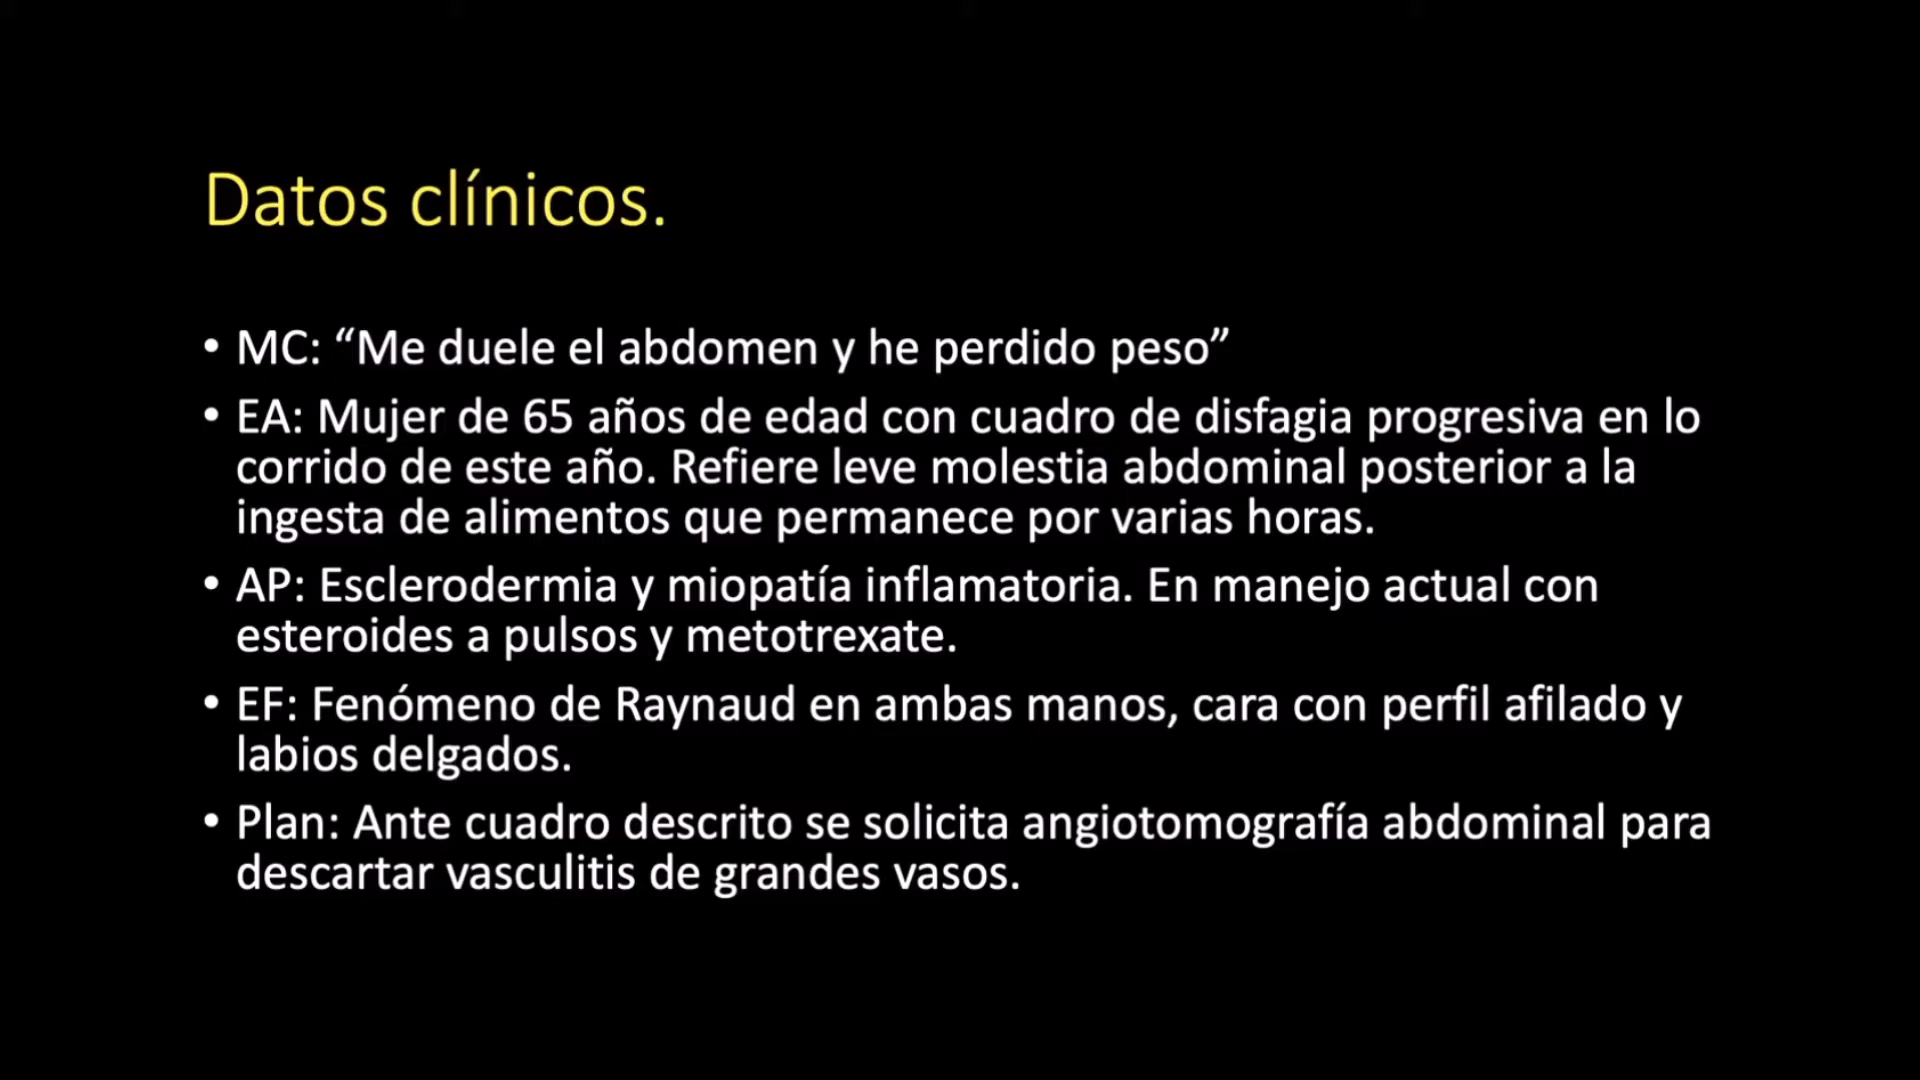 Datos clínicos.
• MC: “Me duele el abdomen y he perdido peso”
• EA: Mujer de 65 años de edad con cuadro de disfagia progresiva en lo
corrido de este año. Refiere leve molestia abdominal posterior a la
ingesta de alimentos que permanece por varias horas.
• AP: Esclerodermia y miopatía inflamatoria. En manejo actual con
esteroides a pulsos y metotrexate.
• EF: Fenómeno de Raynaud en ambas manos, cara con perfil afilado y
labios delgados.
• Plan: Ante cuadro descrito se solicita angiotomografía abdominal para
descartar vasculitis de grandes vasos.